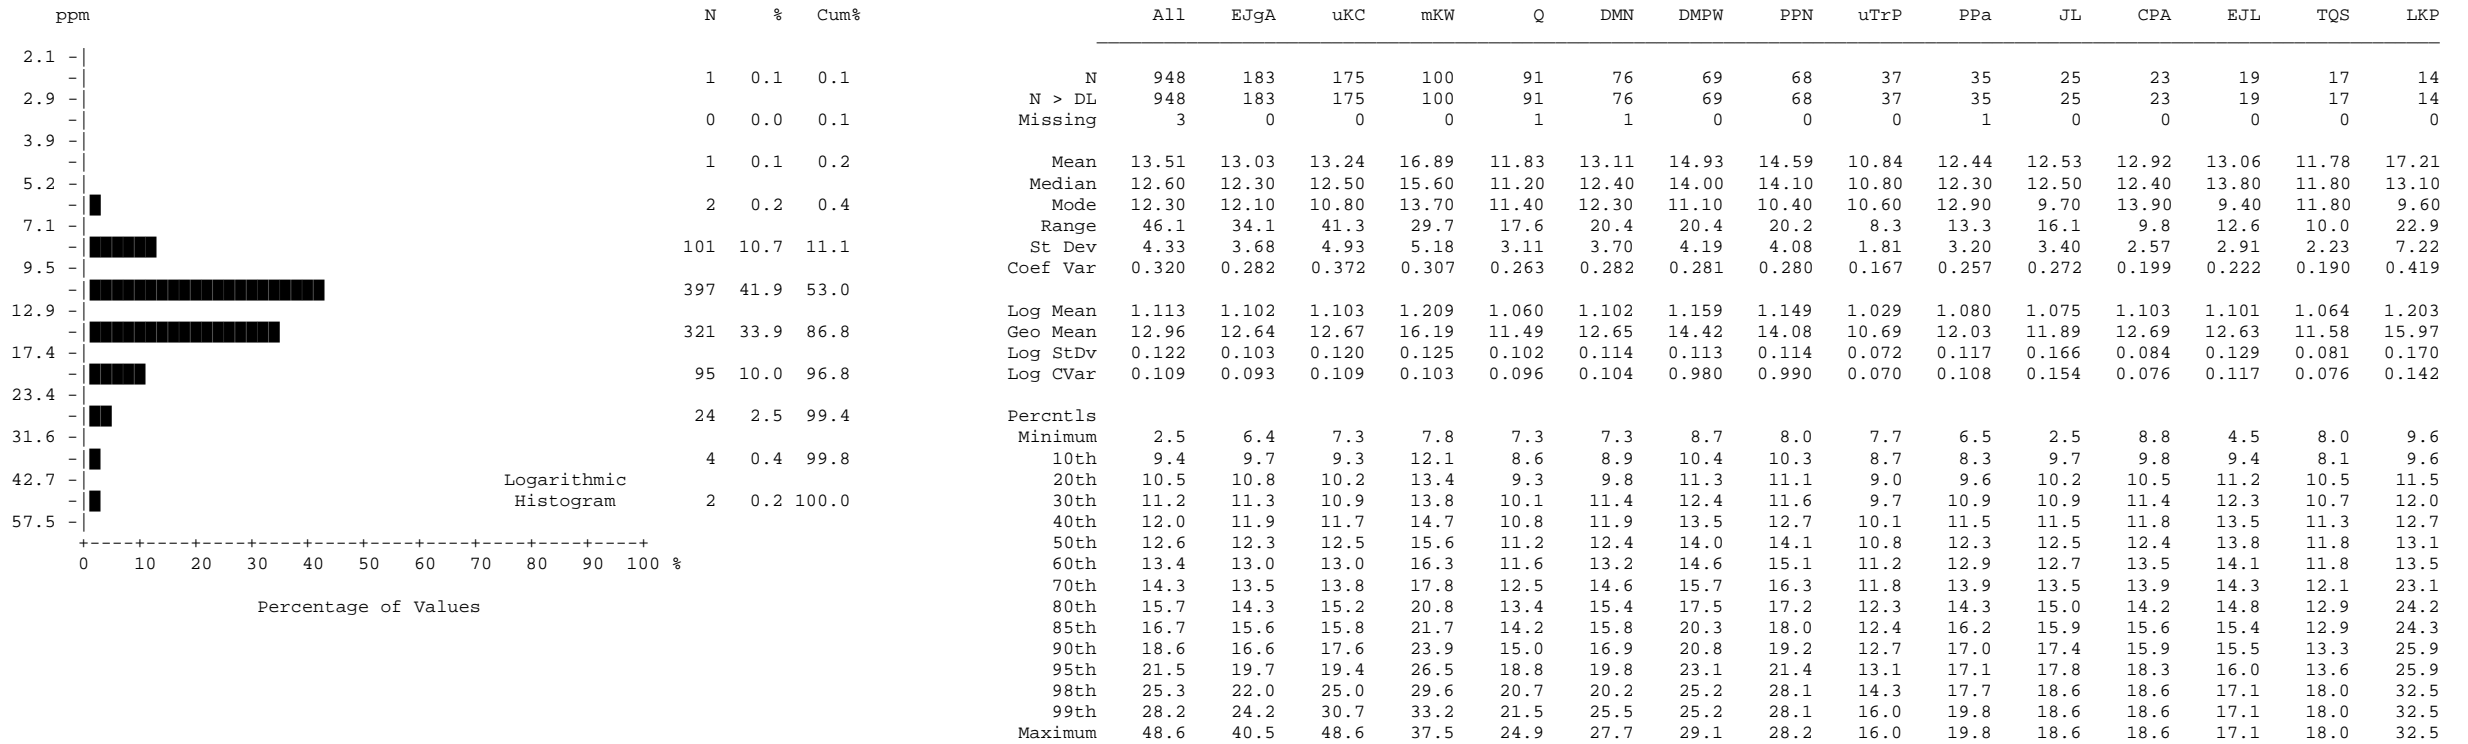 ppm N % Cum% All EJgA uKC mKW Q DMN DMPW PPN uTrP PPa JL CPA EJL TQS LKP
2.1
1 0.1 0.1 N 948 183 175 100 91 76 69 68 37 35 25 23 19 17 14
2.9 N > DL 948 183 175 100 91 76 69 68 37 35 25 23 19 17 14
0 0.0 0.1 Missing 3 0 0 0 1 1 0 0 0 1 0 0 0 0 0
3.9
1 0.1 0.2 Mean 13.51 13.03 13.24 16.89 11.83 13.11 14.93 14.59 10.84 12.44 12.53 12.92 13.06 11.78 17.21
5.2 Median 12.60 12.30 12.50 15.60 11.20 12.40 14.00 14.10 10.80 12.30 12.50 12.40 13.80 11.80 13.10
2 0.2 0.4 Mode 12.30 12.10 10.80 13.70 11.40 12.30 11.10 10.40 10.60 12.90 9.70 13.90 9.40 11.80 9.60
7.1 Range 46.1 34.1 41.3 29.7 17.6 20.4 20.4 20.2 8.3 13.3 16.1 9.8 12.6 10.0 22.9
101 10.7 11.1 St Dev 4.33 3.68 4.93 5.18 3.11 3.70 4.19 4.08 1.81 3.20 3.40 2.57 2.91 2.23 7.22
9.5 Coef Var 0.320 0.282 0.372 0.307 0.263 0.282 0.281 0.280 0.167 0.257 0.272 0.199 0.222 0.190 0.419
397 41.9 53.0
12.9 Log Mean 1.113 1.102 1.103 1.209 1.060 1.102 1.159 1.149 1.029 1.080 1.075 1.103 1.101 1.064 1.203
321 33.9 86.8 Geo Mean 12.96 12.64 12.67 16.19 11.49 12.65 14.42 14.08 10.69 12.03 11.89 12.69 12.63 11.58 15.97
17.4 Log StDv 0.122 0.103 0.120 0.125 0.102 0.114 0.113 0.114 0.072 0.117 0.166 0.084 0.129 0.081 0.170
95 10.0 96.8 Log CVar 0.109 0.093 0.109 0.103 0.096 0.104 0.980 0.990 0.070 0.108 0.154 0.076 0.117 0.076 0.142
23.4
24 2.5 99.4 Percntls
31.6 Minimum 2.5 6.4 7.3 7.8 7.3 7.3 8.7 8.0 7.7 6.5 2.5 8.8 4.5 8.0 9.6
4 0.4 99.8 10th 9.4 9.7 9.3 12.1 8.6 8.9 10.4 10.3 8.7 8.3 9.7 9.8 9.4 8.1 9.6
42.7 Logarithmic 20th 10.5 10.8 10.2 13.4 9.3 9.8 11.3 11.1 9.0 9.6 10.2 10.5 11.2 10.5 11.5
Histogram 2 0.2 100.0 30th 11.2 11.3 10.9 13.8 10.1 11.4 12.4 11.6 9.7 10.9 10.9 11.4 12.3 10.7 12.0
57.5 40th 12.0 11.9 11.7 14.7 10.8 11.9 13.5 12.7 10.1 11.5 11.5 11.8 13.5 11.3 12.7
50th 12.6 12.3 12.5 15.6 11.2 12.4 14.0 14.1 10.8 12.3 12.5 12.4 13.8 11.8 13.1
0 10 20 30 40 50 60 70 80 90 100 % 60th 13.4 13.0 13.0 16.3 11.6 13.2 14.6 15.1 11.2 12.9 12.7 13.5 14.1 11.8 13.5
70th 14.3 13.5 13.8 17.8 12.5 14.6 15.7 16.3 11.8 13.9 13.5 13.9 14.3 12.1 23.1
Percentage of Values 80th 15.7 14.3 15.2 20.8 13.4 15.4 17.5 17.2 12.3 14.3 15.0 14.2 14.8 12.9 24.2
85th 16.7 15.6 15.8 21.7 14.2 15.8 20.3 18.0 12.4 16.2 15.9 15.6 15.4 12.9 24.3
90th 18.6 16.6 17.6 23.9 15.0 16.9 20.8 19.2 12.7 17.0 17.4 15.9 15.5 13.3 25.9
95th 21.5 19.7 19.4 26.5 18.8 19.8 23.1 21.4 13.1 17.1 17.8 18.3 16.0 13.6 25.9
98th 25.3 22.0 25.0 29.6 20.7 20.2 25.2 28.1 14.3 17.7 18.6 18.6 17.1 18.0 32.5
99th 28.2 24.2 30.7 33.2 21.5 25.5 25.2 28.1 16.0 19.8 18.6 18.6 17.1 18.0 32.5
Maximum 48.6 40.5 48.6 37.5 24.9 27.7 29.1 28.2 16.0 19.8 18.6 18.6 17.1 18.0 32.5